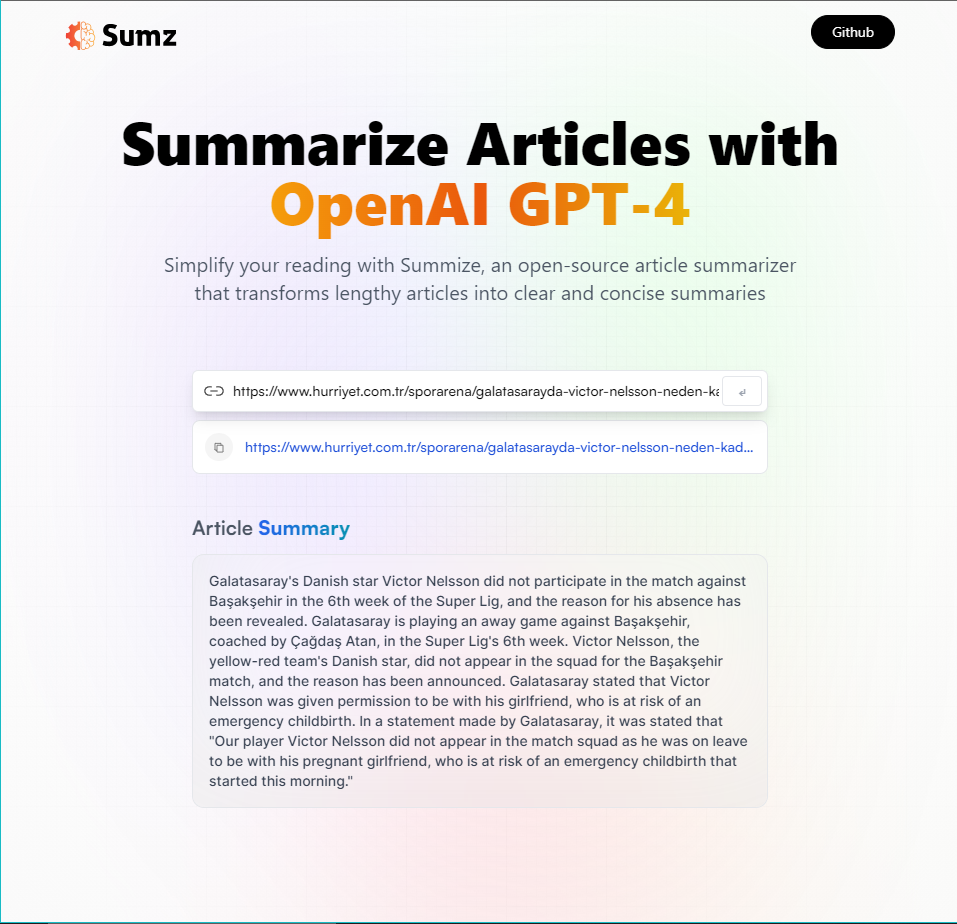 Sumz
Github
Summarize Articles with
OpenAI GPT-4
Simplify your reading with Summize, an open-source article summarizer
that transforms lengthy articles into clear and concise summaries
https://www.hurriyet.com.tr/sporarena/galatasarayda-victor-nelsson-neden-ka
https://www.hurriyet.com.tr/sporarena/galatasarayda-victor-nelsson-neden-kad...
Article Summary
Galatasaray's Danish star Victor Nelsson did not participate in the match against
Başakşehir in the 6th week of the Super Lig, and the reason for his absence has
been revealed. Galatasaray is playing an away game against Başakşehir,
coached by Çağdaş Atan, in the Super Lig's 6th week. Victor Nelsson, the
yellow-red team's Danish star, did not appear in the squad for the Başakşehir
match, and the reason has been announced. Galatasaray stated that Victor
Nelsson was given permission to be with his girlfriend, who is at risk of an
emergency childbirth. In a statement made by Galatasaray, it was stated that
"Our player Victor Nelsson did not appear in the match squad as he was on leave
to be with his pregnant girlfriend, who is at risk of an emergency childbirth that
started this morning."